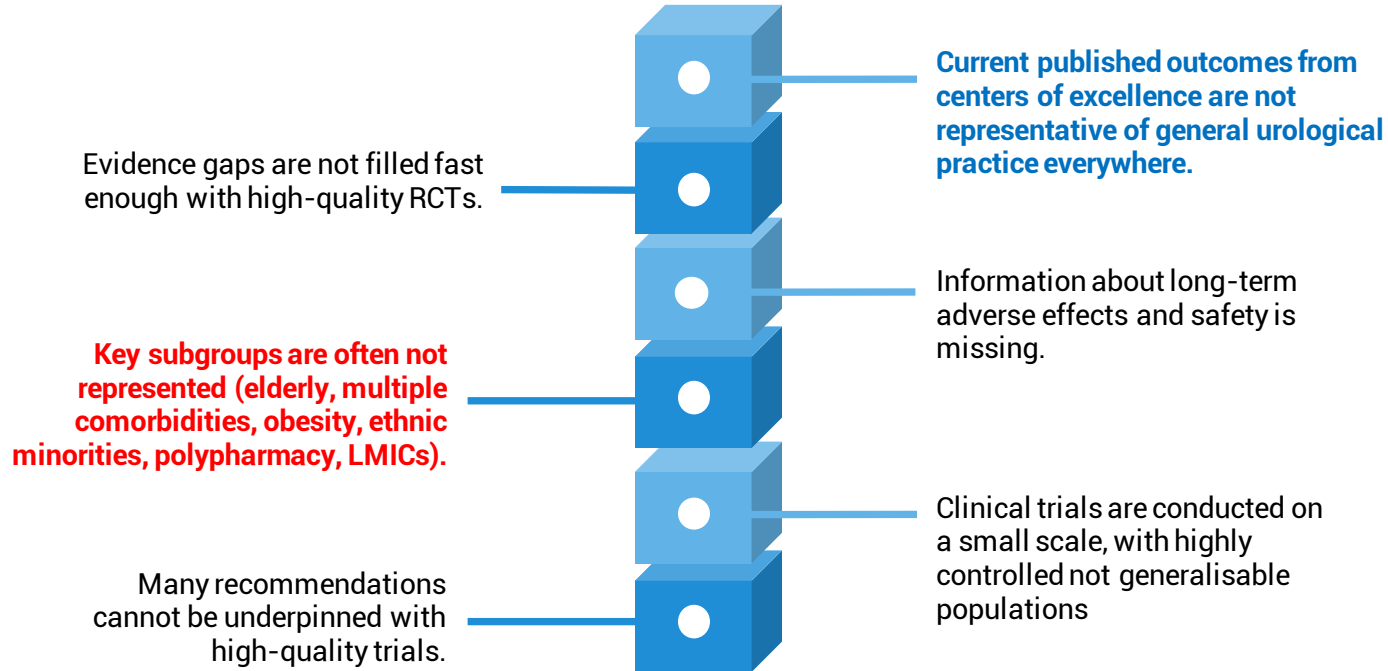 Current published outcomes from
centers of excellence are not
representative of general urological
practice everywhere.
Evidence gaps are not filled fast
enough with high-quality RCTs.
Information about long-term
adverse effects and safety is
missing.
Key subgroups are often not
represented (elderly, multiple
comorbidities, obesity, ethnic
minorities, polypharmacy, LMICs).
Clinical trials are conducted on
a small scale, with highly
controlled not generalisable
populations
Many recommendations
cannot be underpinned with
high-quality trials.